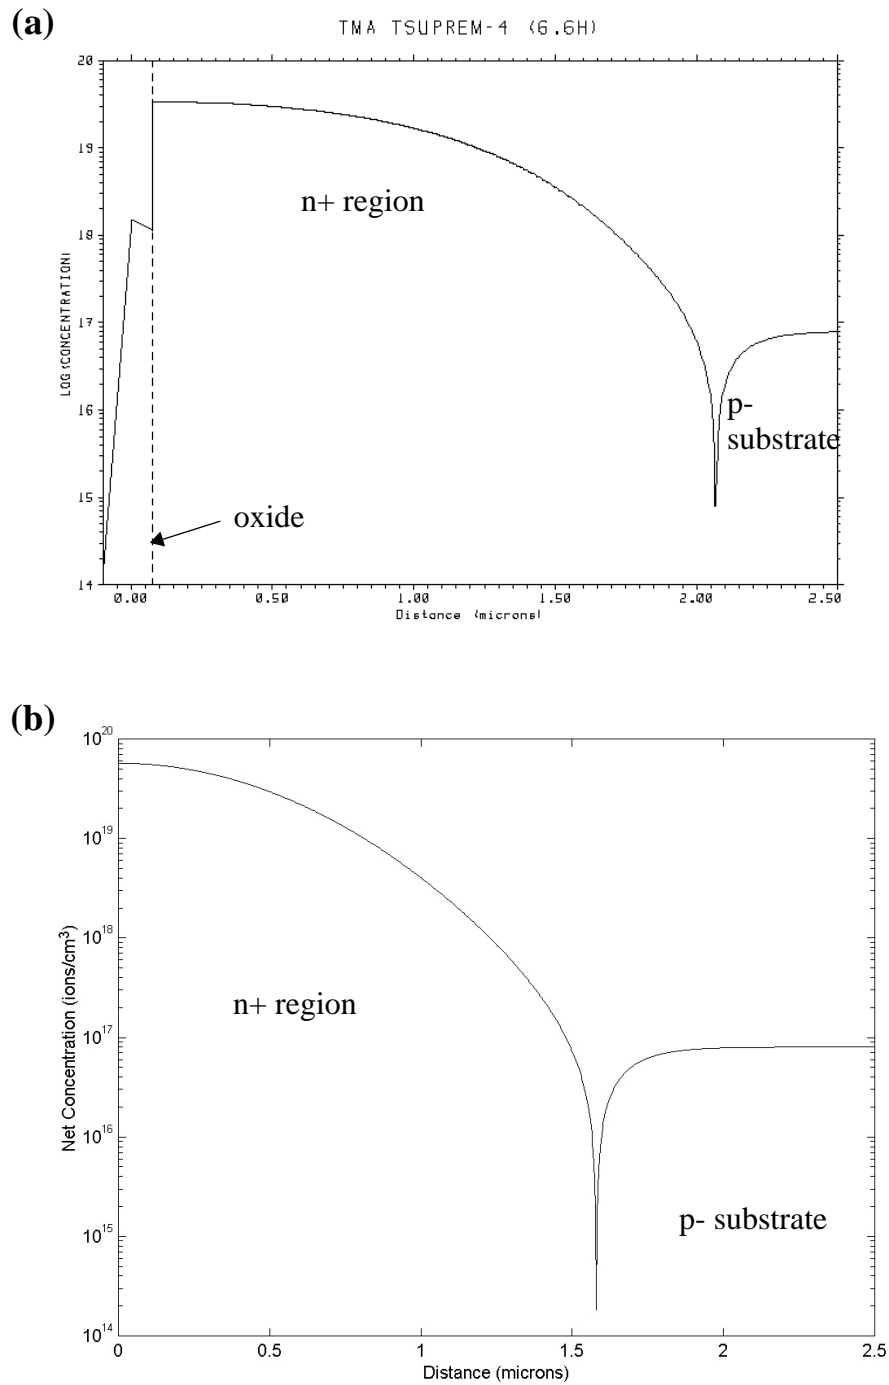 (a)
TMA TSUPREM-4 (6.6H)
20
19
18
17
16
15
14
LOG(CONCENTRATION)
n+ region
p-
substrate
oxide
0.00
0.50
1.00
1.50
2.00
2.50
Distance (microns)
(b)
10^20
10^19
10^18
10^17
10^16
10^15
10^14
Net Concentration (ions/cm^3)
n+ region
p- substrate
0
0.5
1
1.5
2
2.5
Distance (microns)